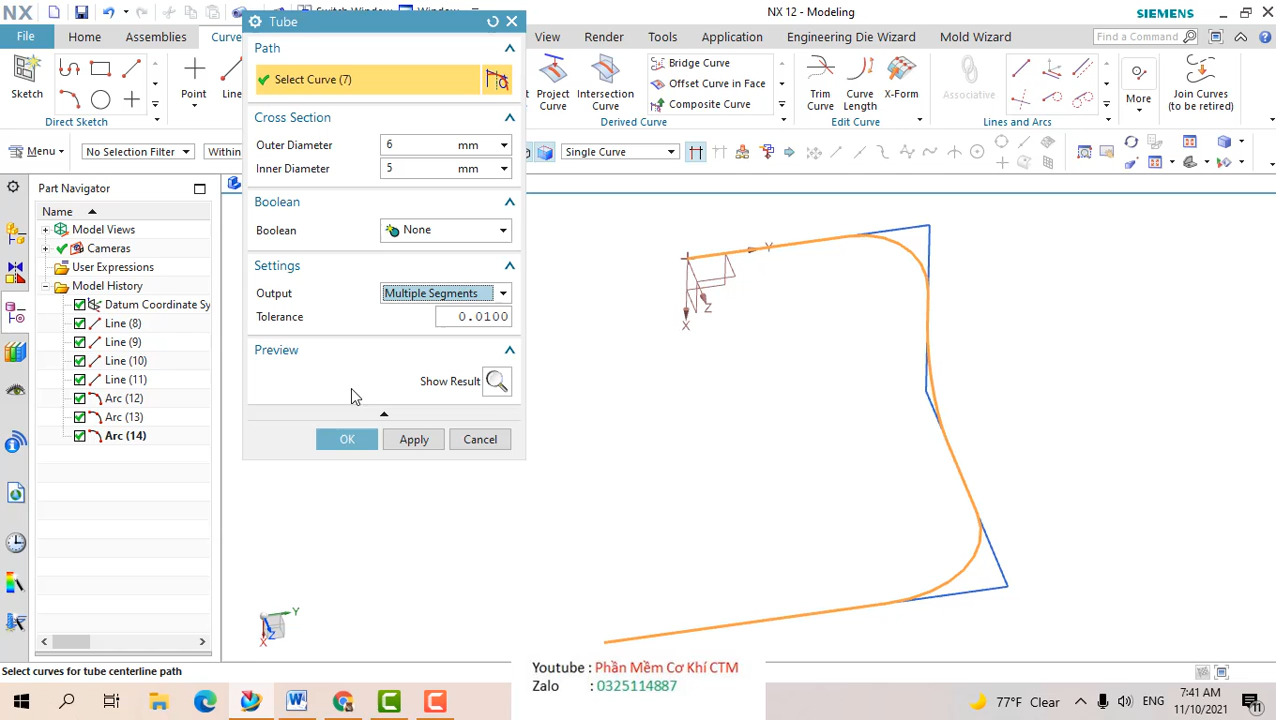 NX
Switch Window
Window
NX 12 - Modeling
SIEMENS
File
Home
Assemblies
Curve
View
Render
Tools
Application
Engineering Die Wizard
Mold Wizard
Find a Command
Sketch
Point
Line
Direct Sketch
Project Curve
Intersection Curve
Bridge Curve
Offset Curve in Face
Composite Curve
Derived Curve
Trim Curve
Curve Length
X-Form
Edit Curve
Associative
Lines and Arcs
More
Join Curves (to be retired)
Menu
No Selection Filter
Single Curve
Tube
Path
Select Curve (7)
Cross Section
Outer Diameter
6 mm
Inner Diameter
5 mm
Boolean
Boolean
None
Settings
Output
Multiple Segments
Tolerance
0.0100
Preview
Show Result
OK
Apply
Cancel
Part Navigator
Name
Model Views
Cameras
User Expressions
Model History
Datum Coordinate Sy
Line (8)
Line (9)
Line (10)
Line (11)
Arc (12)
Arc (13)
Arc (14)
Y
X
Z
Y
Z
X
Select curves for tube centerline path
Youtube : Phần Mềm Cơ Khí CTM
Zalo : 0325114887
77°F Clear
ENG
7:41 AM
11/10/2021